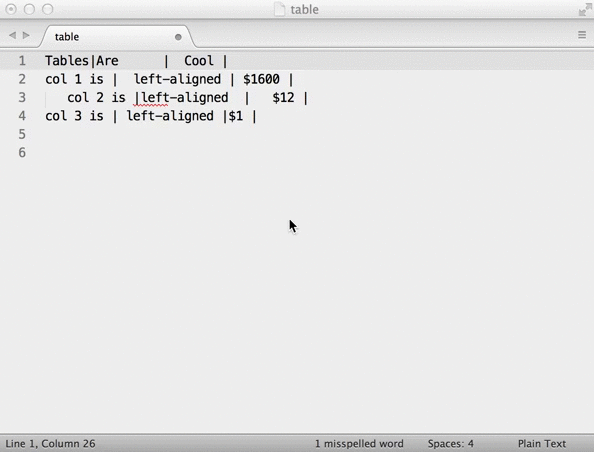 table
table
1 Tables|Are      |  Cool |
2 col 1 is |  left-aligned | $1600 |
3    col 2 is |left-aligned  |   $12 |
4 col 3 is | left-aligned |$1 |
5
6
Line 1, Column 26 1 misspelled word Spaces: 4 Plain Text